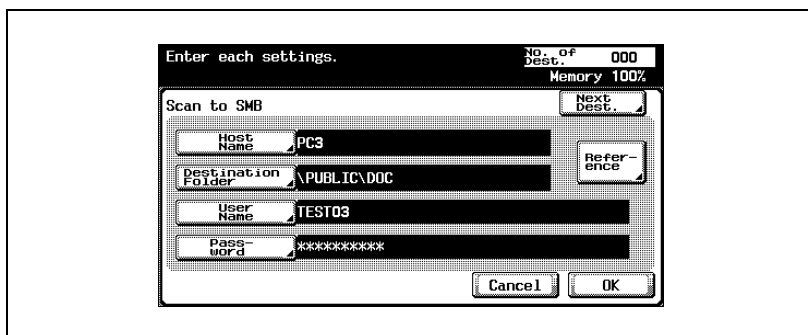 Enter each settings.
No. of Dest. 000
Memory 100%
Scan to SMB
Next Dest.
Host Name PC3
Destination Folder \PUBLIC\DOC
Refer-ence
User Name TEST03
Pass-word **********
Cancel OK